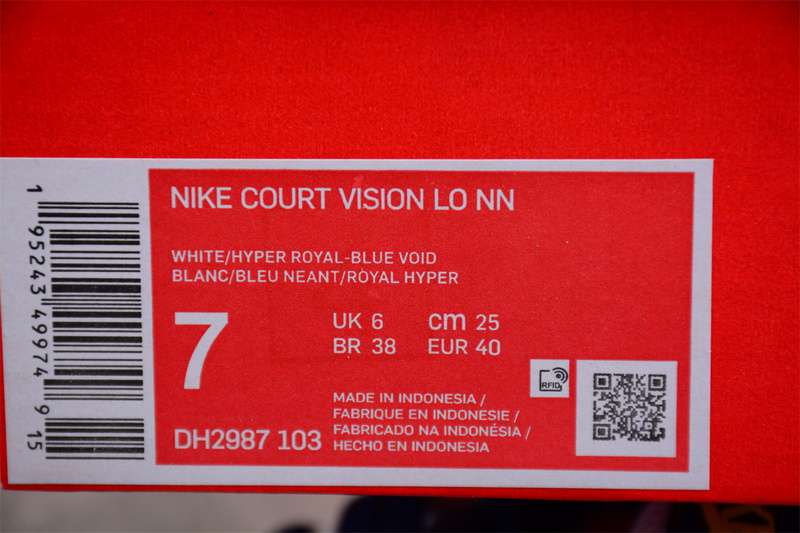 NIKE COURT VISION LO NN
WHITE/HYPER ROYAL-BLUE VOID
BLANC/BLEU NEANT/ROYAL HYPER
7
UK 6 cm 25
BR 38 EUR 40
RFID
MADE IN INDONESIA /
FABRIQUE EN INDONESIE /
FABRICADO NA INDONÉSIA /
HECHO EN INDONESIA
DH2987 103
1 95243 49974 9 15